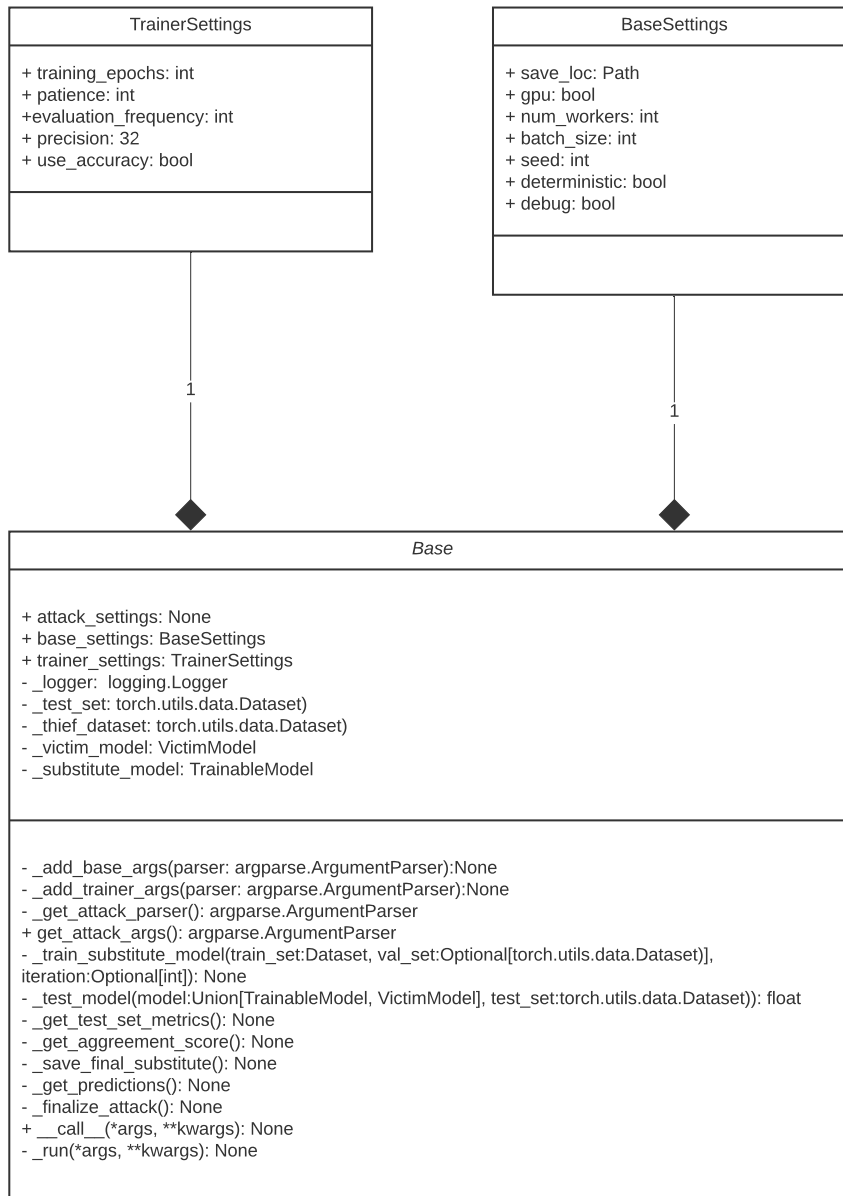 TrainerSettings
+ training_epochs: int
+ patience: int
+evaluation_frequency: int
+ precision: 32
+ use_accuracy: bool
BaseSettings
+ save_loc: Path
+ gpu: bool
+ num_workers: int
+ batch_size: int
+ seed: int
+ deterministic: bool
+ debug: bool
1
1
Base
+ attack_settings: None
+ base_settings: BaseSettings
+ trainer_settings: TrainerSettings
- _logger:  logging.Logger
- _test_set: torch.utils.data.Dataset)
- _thief_dataset: torch.utils.data.Dataset)
- _victim_model: VictimModel
- _substitute_model: TrainableModel
- _add_base_args(parser: argparse.ArgumentParser):None
- _add_trainer_args(parser: argparse.ArgumentParser):None
- _get_attack_parser(): argparse.ArgumentParser
+ get_attack_args(): argparse.ArgumentParser
- _train_substitute_model(train_set:Dataset, val_set:Optional[torch.utils.data.Dataset)],
iteration:Optional[int]): None
- _test_model(model:Union[TrainableModel, VictimModel], test_set:torch.utils.data.Dataset)): float
- _get_test_set_metrics(): None
- _get_aggreement_score(): None
- _save_final_substitute(): None
- _get_predictions(): None
- _finalize_attack(): None
+ __call__(*args, **kwargs): None
- _run(*args, **kwargs): None